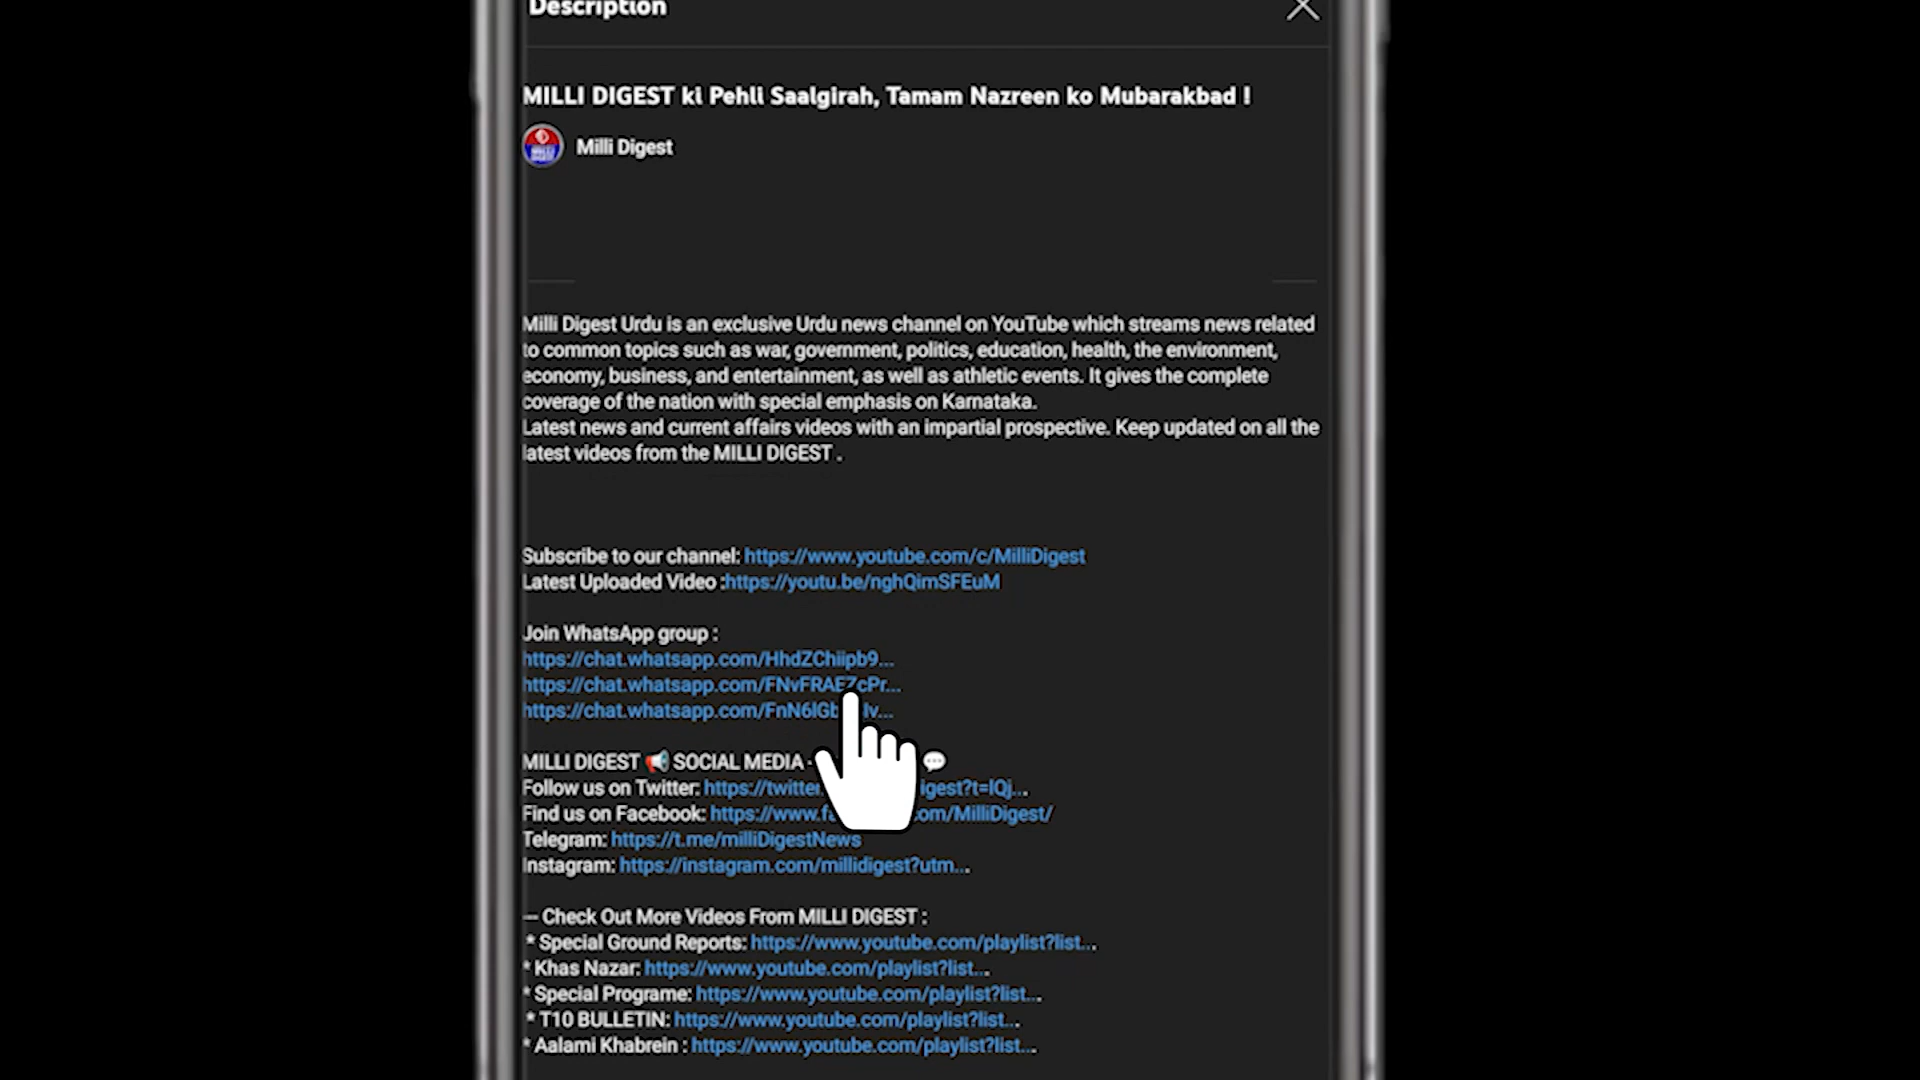 Description
MILLI DIGEST ki Pehli Saalgirah, Tamam Nazreen ko Mubarakbad !
Milli Digest
Milli Digest Urdu is an exclusive Urdu news channel on YouTube which streams news related
to common topics such as war, government, politics, education, health, the environment,
economy, business, and entertainment, as well as athletic events. It gives the complete
coverage of the nation with special emphasis on Karnataka.
Latest news and current affairs videos with an impartial prospective. Keep updated on all the
latest videos from the MILLI DIGEST .
Subscribe to our channel: https://www.youtube.com/c/MilliDigest
Latest Uploaded Video :https://youtu.be/nghQimSFEuM
Join WhatsApp group :
https://chat.whatsapp.com/HhdZChiipb9...
https://chat.whatsapp.com/FNvFRAEZcPr...
https://chat.whatsapp.com/FnN6lGb
MILLI DIGEST 📢 SOCIAL MEDIA - 💬
Follow us on Twitter: https://twitter igest?t=lQj...
Find us on Facebook: https://www.fa om/MilliDigest/
Telegram: https://t.me/milliDigestNews
Instagram: https://instagram.com/millidigest?utm...
-- Check Out More Videos From MILLI DIGEST :
* Special Ground Reports: https://www.youtube.com/playlist?list...
* Khas Nazar: https://www.youtube.com/playlist?list...
* Special Programe: https://www.youtube.com/playlist?list...
* T10 BULLETIN: https://www.youtube.com/playlist?list...
* Aalami Khabrein : https://www.youtube.com/playlist?list...